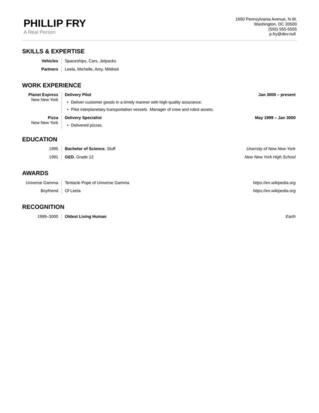 PHILLIP FRY
A Real Person
1600 Pennsylvania Avenue, N.W.
Washington, DC
(555) 555-5555
p.fry@dev.null
SKILLS & EXPERTISE
Vehicles Spaceships, Cars, Jetpacks
Partners Leela, Michelle, Amy, Mildred
WORK EXPERIENCE
Planet Express Delivery Pilot Jan 3000 – present
New New York • Deliver customer goods in a timely manner with high quality assurance.
• Pilot interplanetary transportation vessels. Manager of crew and robot assets.
Pizza Delivery Specialist May 1999 – Jan 3000
New New York • Delivered pizzas.
EDUCATION
1995 Bachelor of Science, Stuff University of New New York
1991 GED, Grade 12 New New York High School
AWARDS
Universe Gamma Tentacle Pope of Universe Gamma https://en.wikipedia.org
Boyfriend Of Leela https://en.wikipedia.org
RECOGNITION
1999–3000 Oldest Living Human Earth